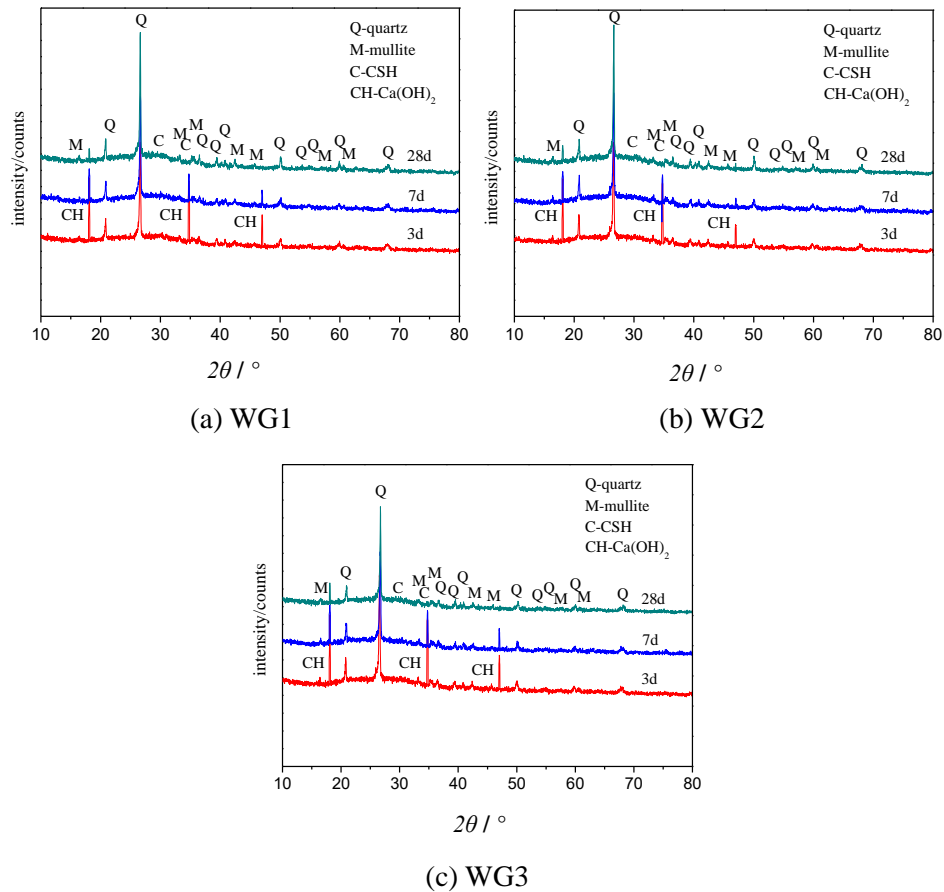 Q
Q-quartz
M-mullite
C-CSH
CH-Ca(OH)2
Q M Q
M Q C M C Q Q M M Q Q Q M Q M Q 28d
7d
CH CH CH
3d
intensity/counts
10 20 30 40 50 60 70 80
2θ / °
(a) WG1
Q
Q-quartz
M-mullite
C-CSH
CH-Ca(OH)2
M Q C M C M Q Q Q M M Q Q Q M Q M Q 28d
7d
CH CH CH
3d
intensity/counts
10 20 30 40 50 60 70 80
2θ / °
(b) WG2
Q
Q-quartz
M-mullite
C-CSH
CH-Ca(OH)2
M Q C M C M Q Q Q M M Q Q Q M Q M Q 28d
7d
CH CH CH
3d
intensity/counts
10 20 30 40 50 60 70 80
2θ / °
(c) WG3